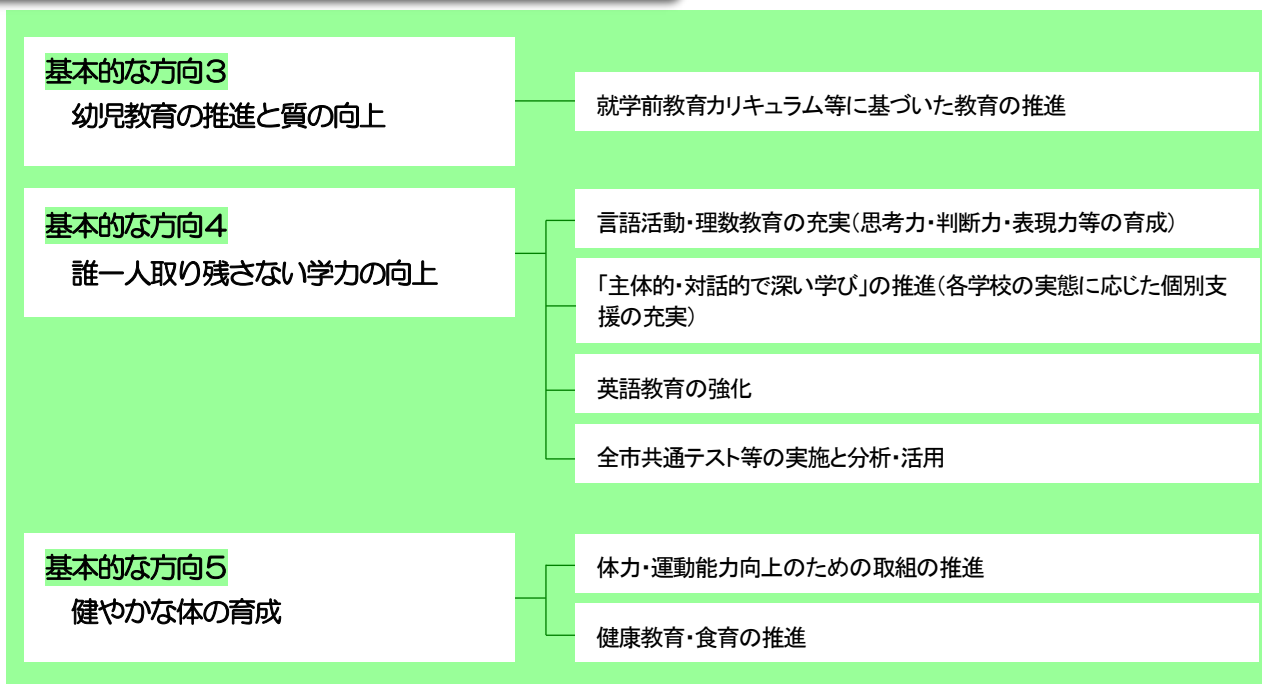 基本的な方向3
幼児教育の推進と質の向上
就学前教育カリキュラム等に基づいた教育の推進
基本的な方向4
誰一人取り残さない学力の向上
言語活動・理数教育の充実(思考力・判断力・表現力等の育成)
「主体的・対話的で深い学び」の推進(各学校の実態に応じた個別支
援の充実)
英語教育の強化
全市共通テスト等の実施と分析・活用
基本的な方向5
健やかな体の育成
体力・運動能力向上のための取組の推進
健康教育・食育の推進